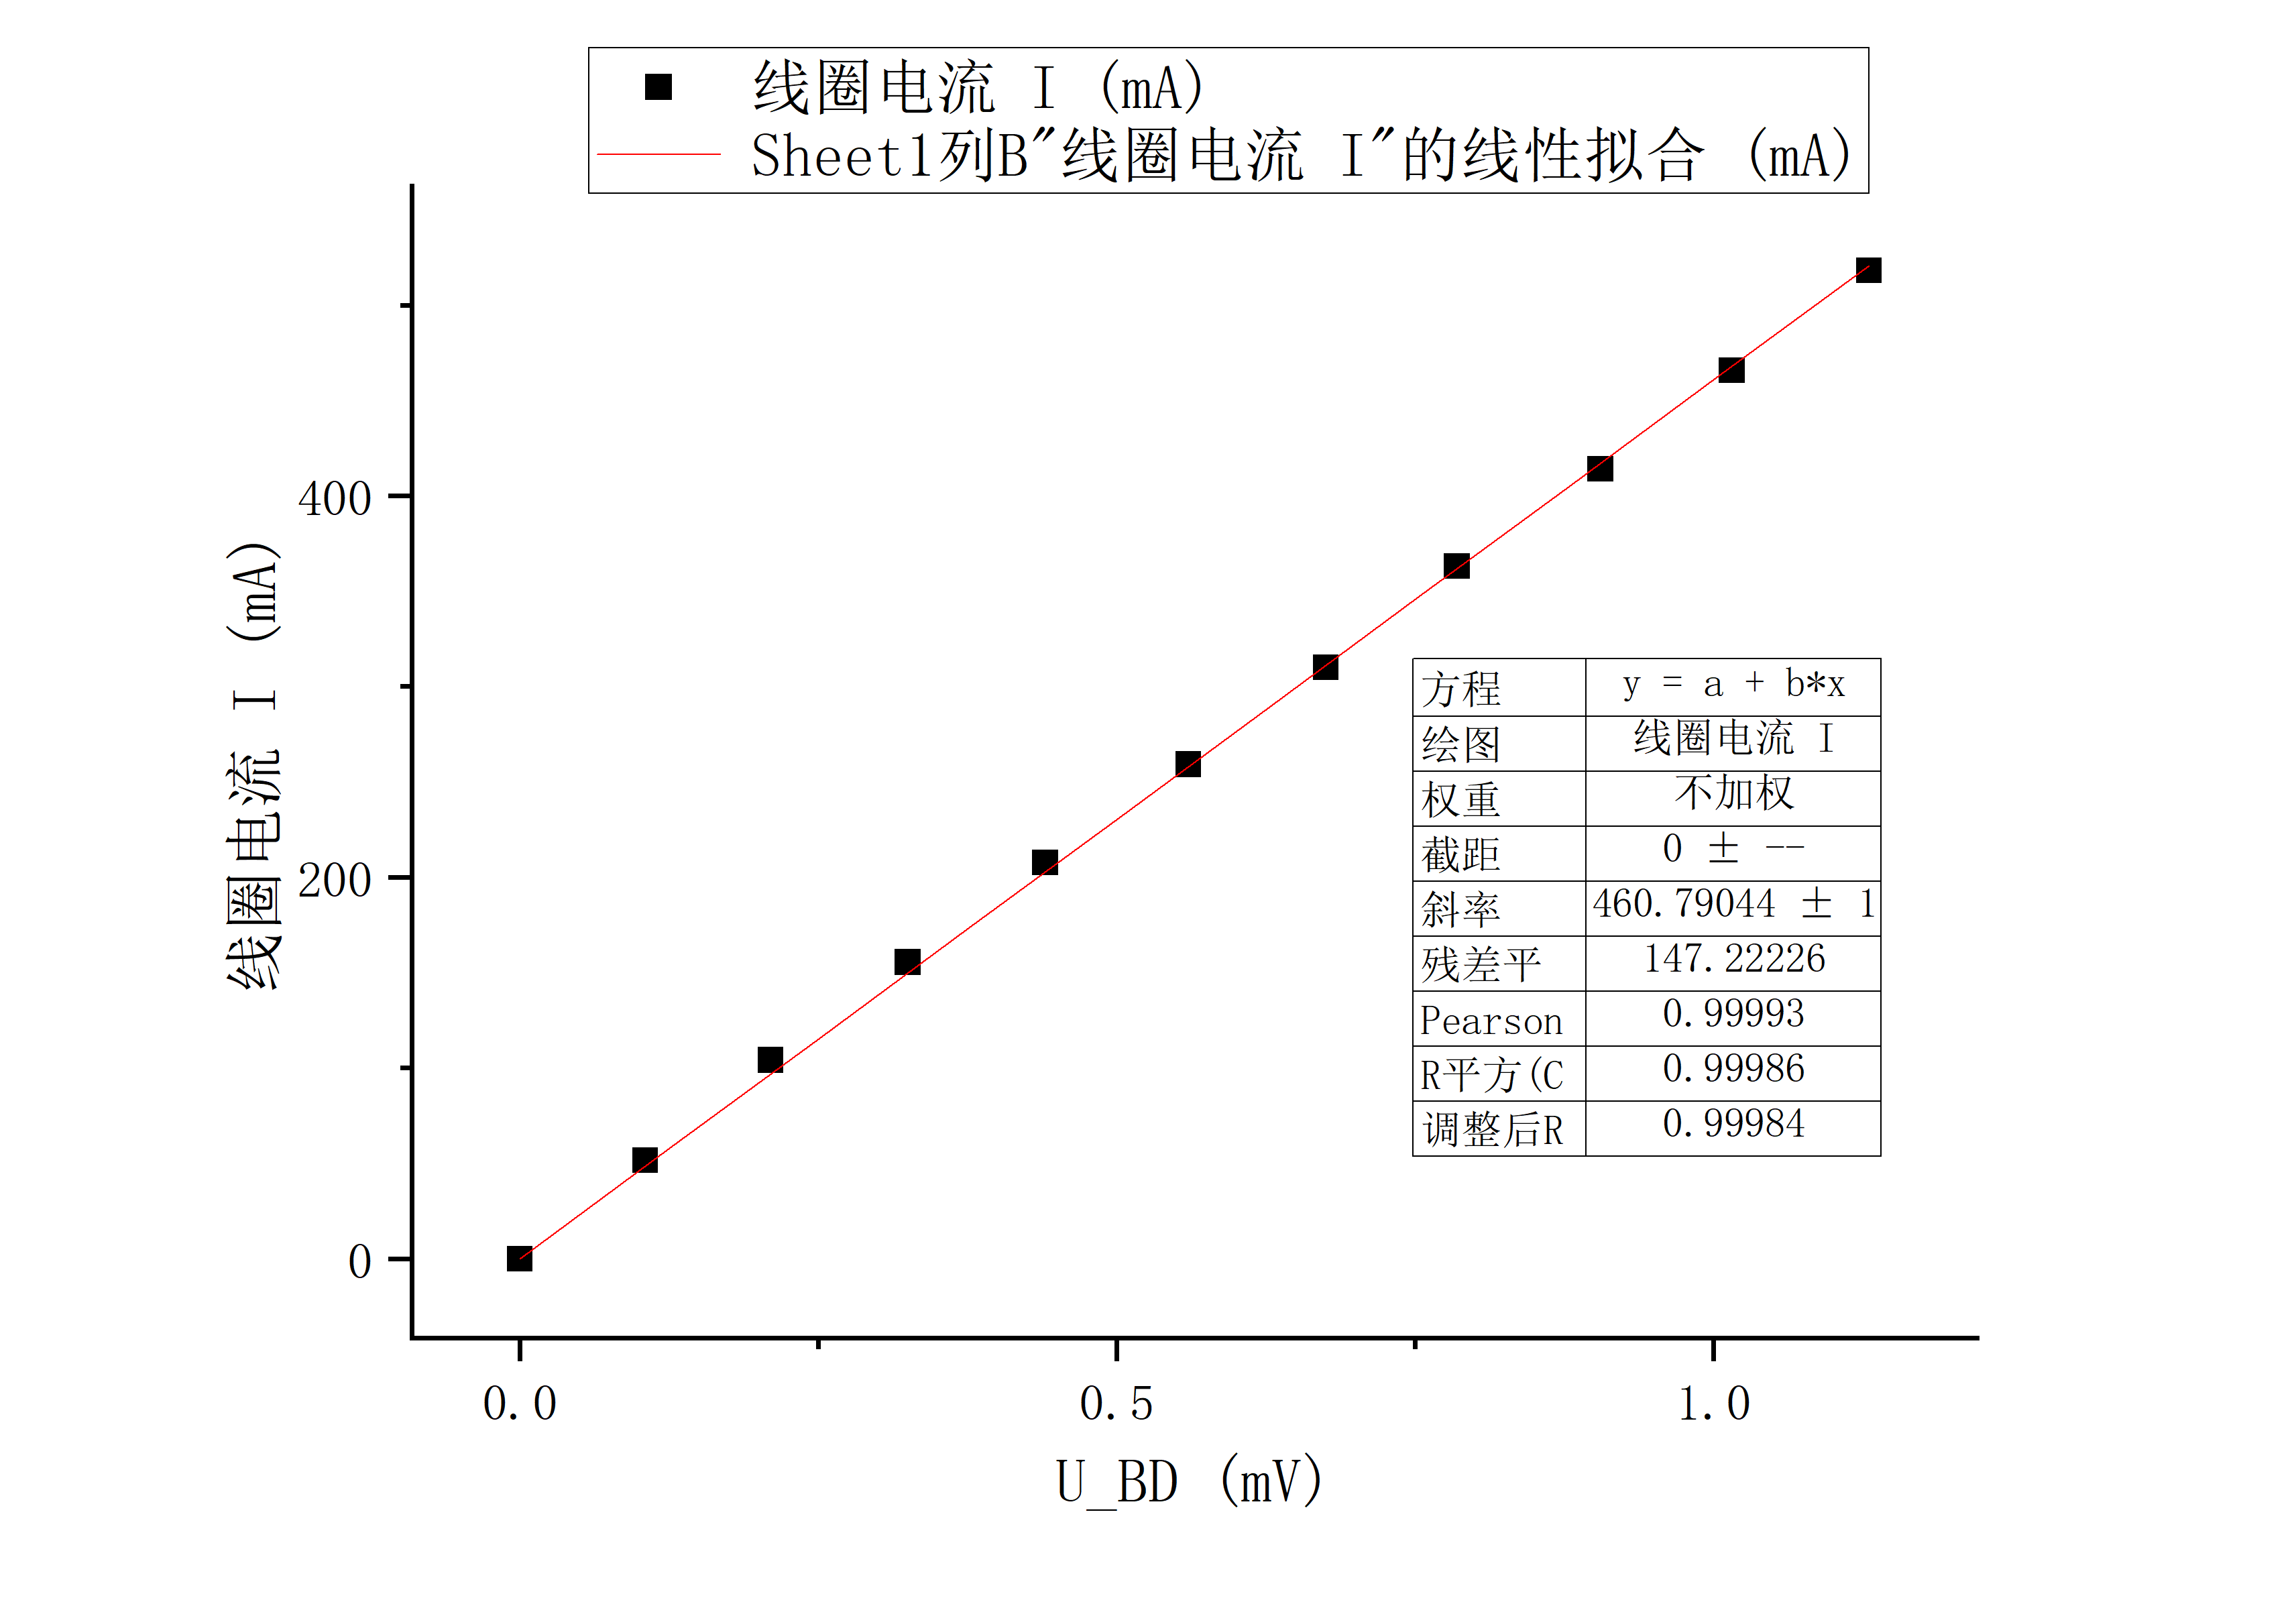 线圈电流 I (mA)
Sheet1列B"线圈电流 I"的线性拟合 (mA)
线圈电流 I (mA)
400
200
0
方程 y = a + b*x
绘图 线圈电流 I
权重 不加权
截距 0 ± --
斜率 460.79044 ± 1
残差平 147.22226
Pearson 0.99993
R平方(C 0.99986
调整后R 0.99984
0.0 0.5 1.0
U_BD (mV)